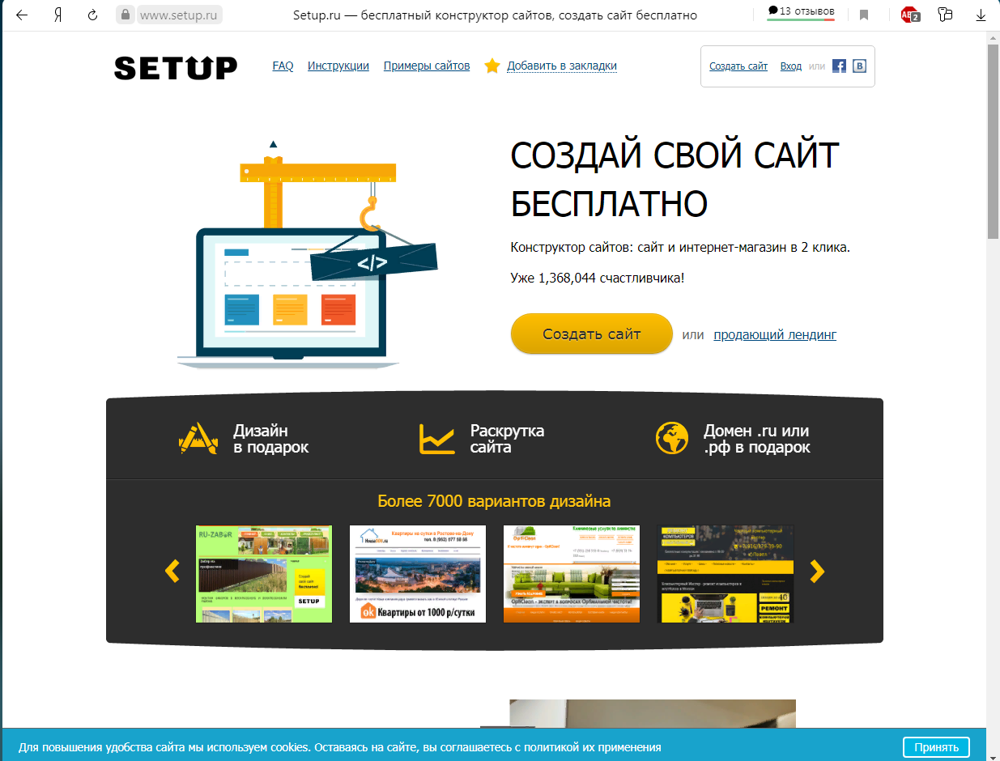 www.setup.ru
Setup.ru — бесплатный конструктор сайтов, создать сайт бесплатно
13 отзывов
2
SETUP
FAQ
Инструкции
Примеры сайтов
Добавить в закладки
Создать сайт
Вход
или
СОЗДАЙ СВОЙ САЙТ
БЕСПЛАТНО
Конструктор сайтов: сайт и интернет-магазин в 2 клика.
Уже 1,368,044 счастливчика!
</>
Создать сайт
или
продающий лендинг
Дизайн
в подарок
Раскрутка
сайта
Домен .ru или
.рф в подарок
Более 7000 вариантов дизайна
RU-ZABOR
SETUP
Квартиры на сутки в Ростове-на-Дону
Квартиры от 1000 р/сутки
OptiClean
КОМПЬЮТЕРОВ
РЕМОНТ
Для повышения удобства сайта мы используем cookies. Оставаясь на сайте, вы соглашаетесь с политикой их применения
Принять